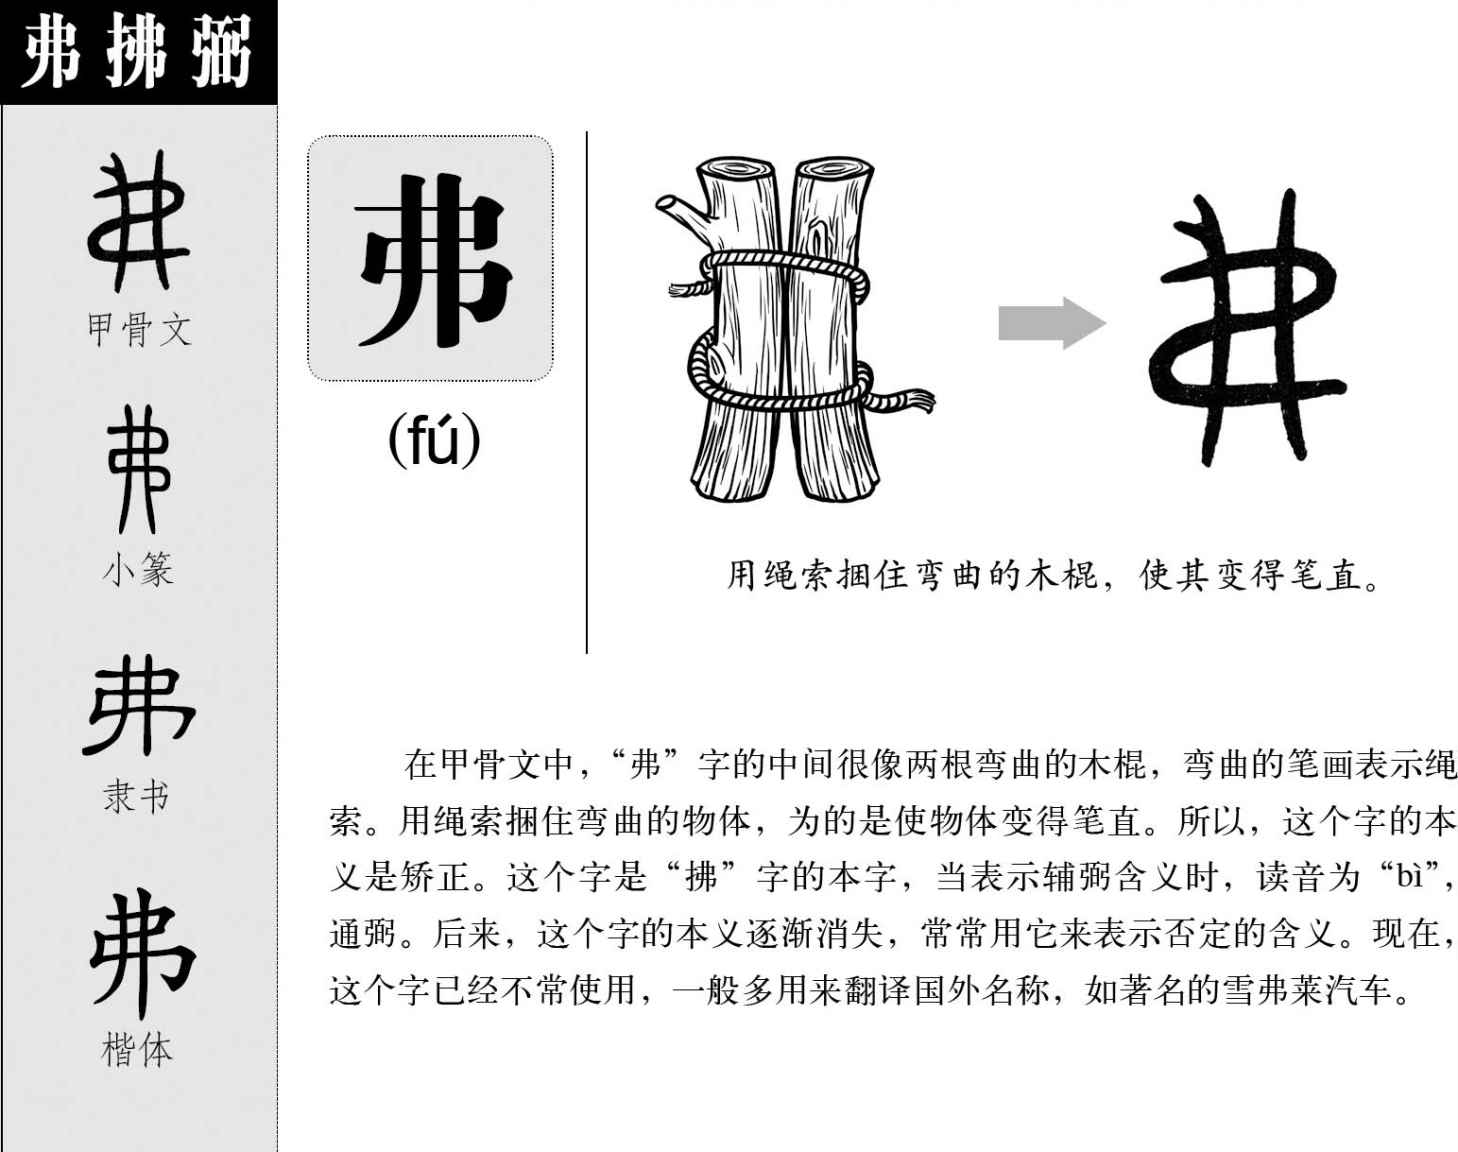 弗拂弼
甲骨文
小篆
隶书
楷体
弗
(fú)
用绳索捆住弯曲的木棍，使其变得笔直。
在甲骨文中，“弗”字的中间很像两根弯曲的木棍，弯曲的笔画表示绳
索。用绳索捆住弯曲的物体，为的是使物体变得笔直。所以，这个字的本
义是矫正。这个字是“拂”字的本字，当表示辅弼含义时，读音为“bì”，
通弼。后来，这个字的本义逐渐消失，常常用它来表示否定的含义。现在，
这个字已经不常使用，一般多用来翻译国外名称，如著名的雪弗莱汽车。